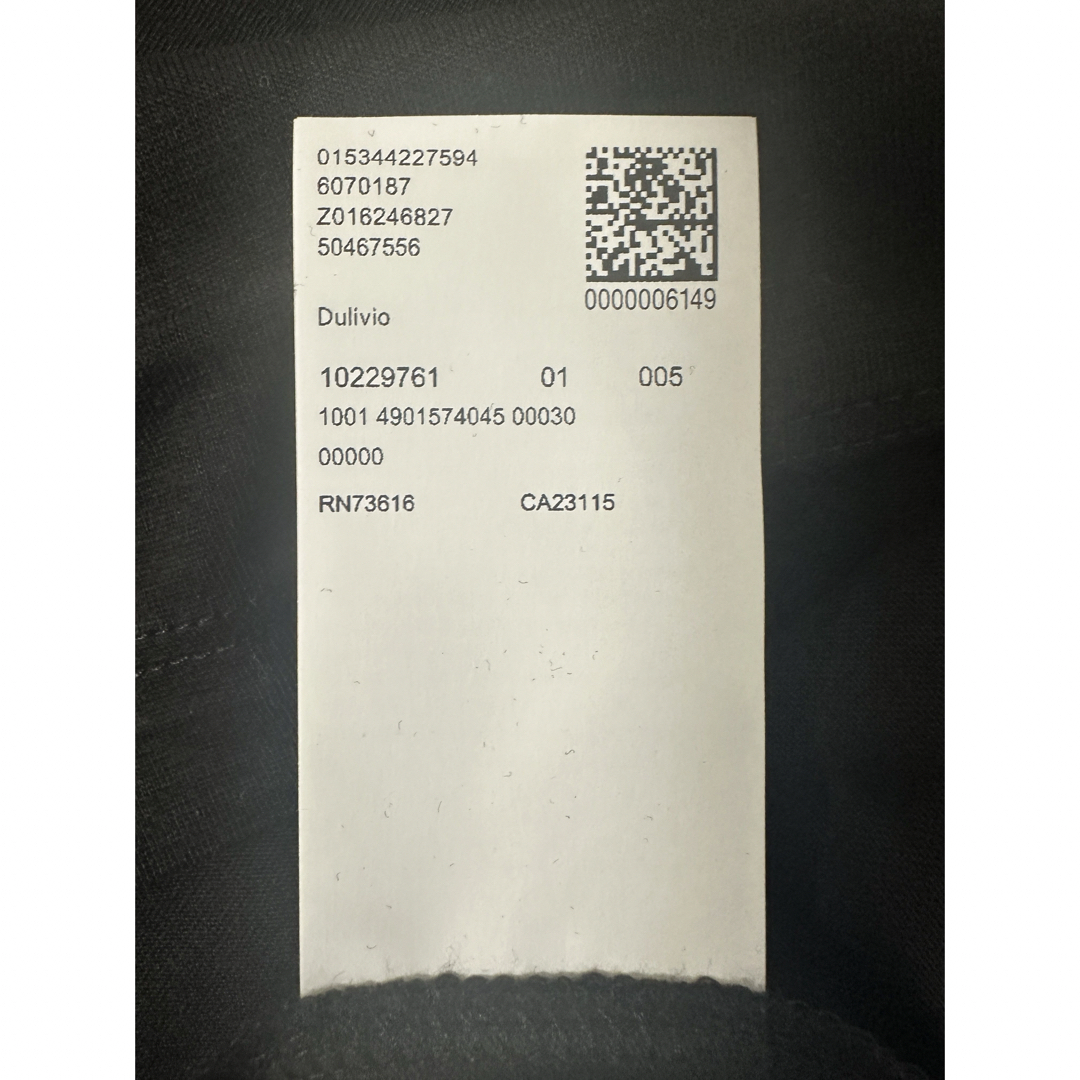 015344227594
6070187
Z016246827
50467556
0000006149
Dulivio
10229761 01 005
1001 4901574045 00030
00000
RN73616 CA23115